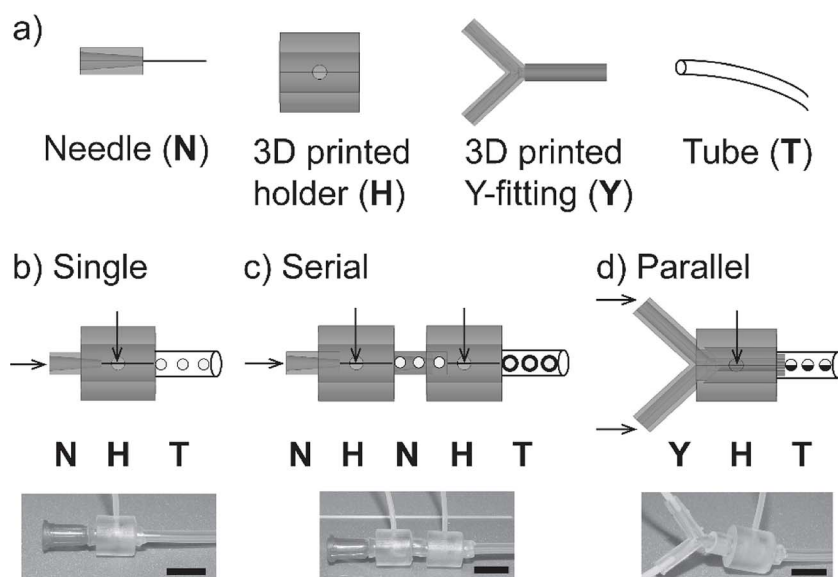 a)
Needle (N)
3D printed
holder (H)
3D printed
Y-fitting (Y)
Tube (T)
b) Single
c) Serial
d) Parallel
N H T
N H N H T
Y H T